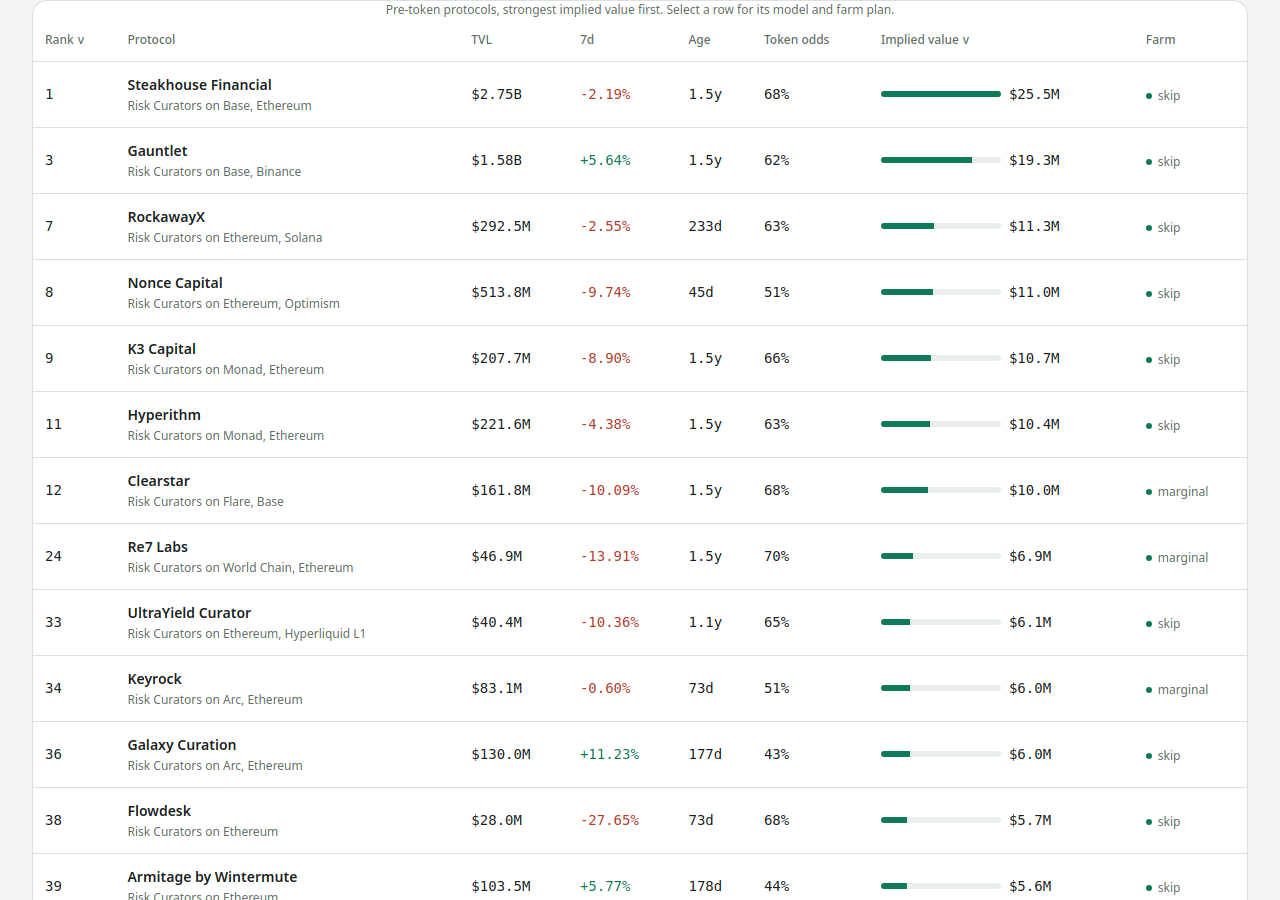 Pre-token protocols, strongest implied value first. Select a row for its model and farm plan.
Rank v Protocol TVL 7d Age Token odds Implied value v Farm
1 Steakhouse Financial $2.75B -2.19% 1.5y 68% $25.5M skip
Risk Curators on Base, Ethereum
3 Gauntlet $1.58B +5.64% 1.5y 62% $19.3M skip
Risk Curators on Base, Binance
7 RockawayX $292.5M -2.55% 233d 63% $11.3M skip
Risk Curators on Ethereum, Solana
8 Nonce Capital $513.8M -9.74% 45d 51% $11.0M skip
Risk Curators on Ethereum, Optimism
9 K3 Capital $207.7M -8.90% 1.5y 66% $10.7M skip
Risk Curators on Monad, Ethereum
11 Hyperithm $221.6M -4.38% 1.5y 63% $10.4M skip
Risk Curators on Monad, Ethereum
12 Clearstar $161.8M -10.09% 1.5y 68% $10.0M marginal
Risk Curators on Flare, Base
24 Re7 Labs $46.9M -13.91% 1.5y 70% $6.9M marginal
Risk Curators on World Chain, Ethereum
33 UltraYield Curator $40.4M -10.36% 1.1y 65% $6.1M skip
Risk Curators on Ethereum, Hyperliquid L1
34 Keyrock $83.1M -0.60% 73d 51% $6.0M marginal
Risk Curators on Arc, Ethereum
36 Galaxy Curation $130.0M +11.23% 177d 43% $6.0M skip
Risk Curators on Arc, Ethereum
38 Flowdesk $28.0M -27.65% 73d 68% $5.7M skip
Risk Curators on Ethereum
39 Armitage by Wintermute $103.5M +5.77% 178d 44% $5.6M skip
Risk Curators on Ethereum